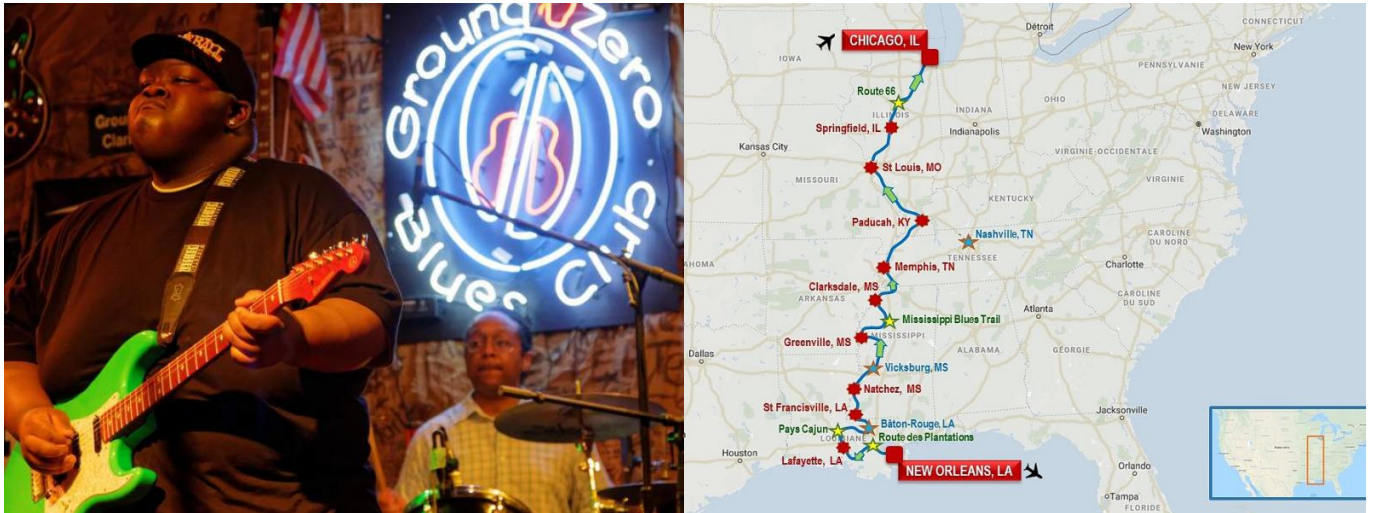 Ground Zero
Blues Club
CHICAGO, IL
Détroit
CONNECTICUT
New York
IOWA
PENNSYLVANIE
NEW JERSEY
Route 66
ILLINOIS
INDIANA
OHIO
DELAWARE
Springfield, IL
Indianapolis
Washington
Kansas City
VIRGINIE-OCCIDENTALE
St Louis, MO
MISSOURI
VIRGINIE
KENTUCKY
Paducah, KY
Nashville, TN
TENNESSEE
CAROLINE
DU NORD
Memphis, TN
Charlotte
Clarksdale, MS
ARKANSAS
CAROLINE
DU SUD
Mississippi Blues Trail
Atlanta
MISSISSIPPI
Greenville, MS
ALABAMA
GÉORGIE
Dallas
Vicksburg, MS
Natchez, MS
St Francisville, LA
Jacksonville
Bâton-Rouge, LA
Pays Cajun
LOUISIANE
Route des Plantations
Houston
Lafayette, LA
NEW ORLEANS, LA
Orlando
Tampa
FLORIDE